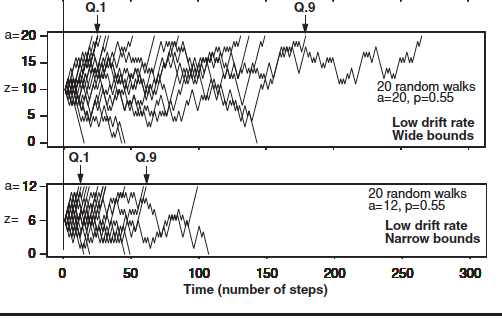 Q.1 Q.9
a=20
15
z= 10
5
0
20 random walks
a=20, p=0.55
Low drift rate
Wide bounds
Q.1 Q.9
a= 12
z= 6
0
20 random walks
a=12, p=0.55
Low drift rate
Narrow bounds
0 50 100 150 200 250 300
Time (number of steps)